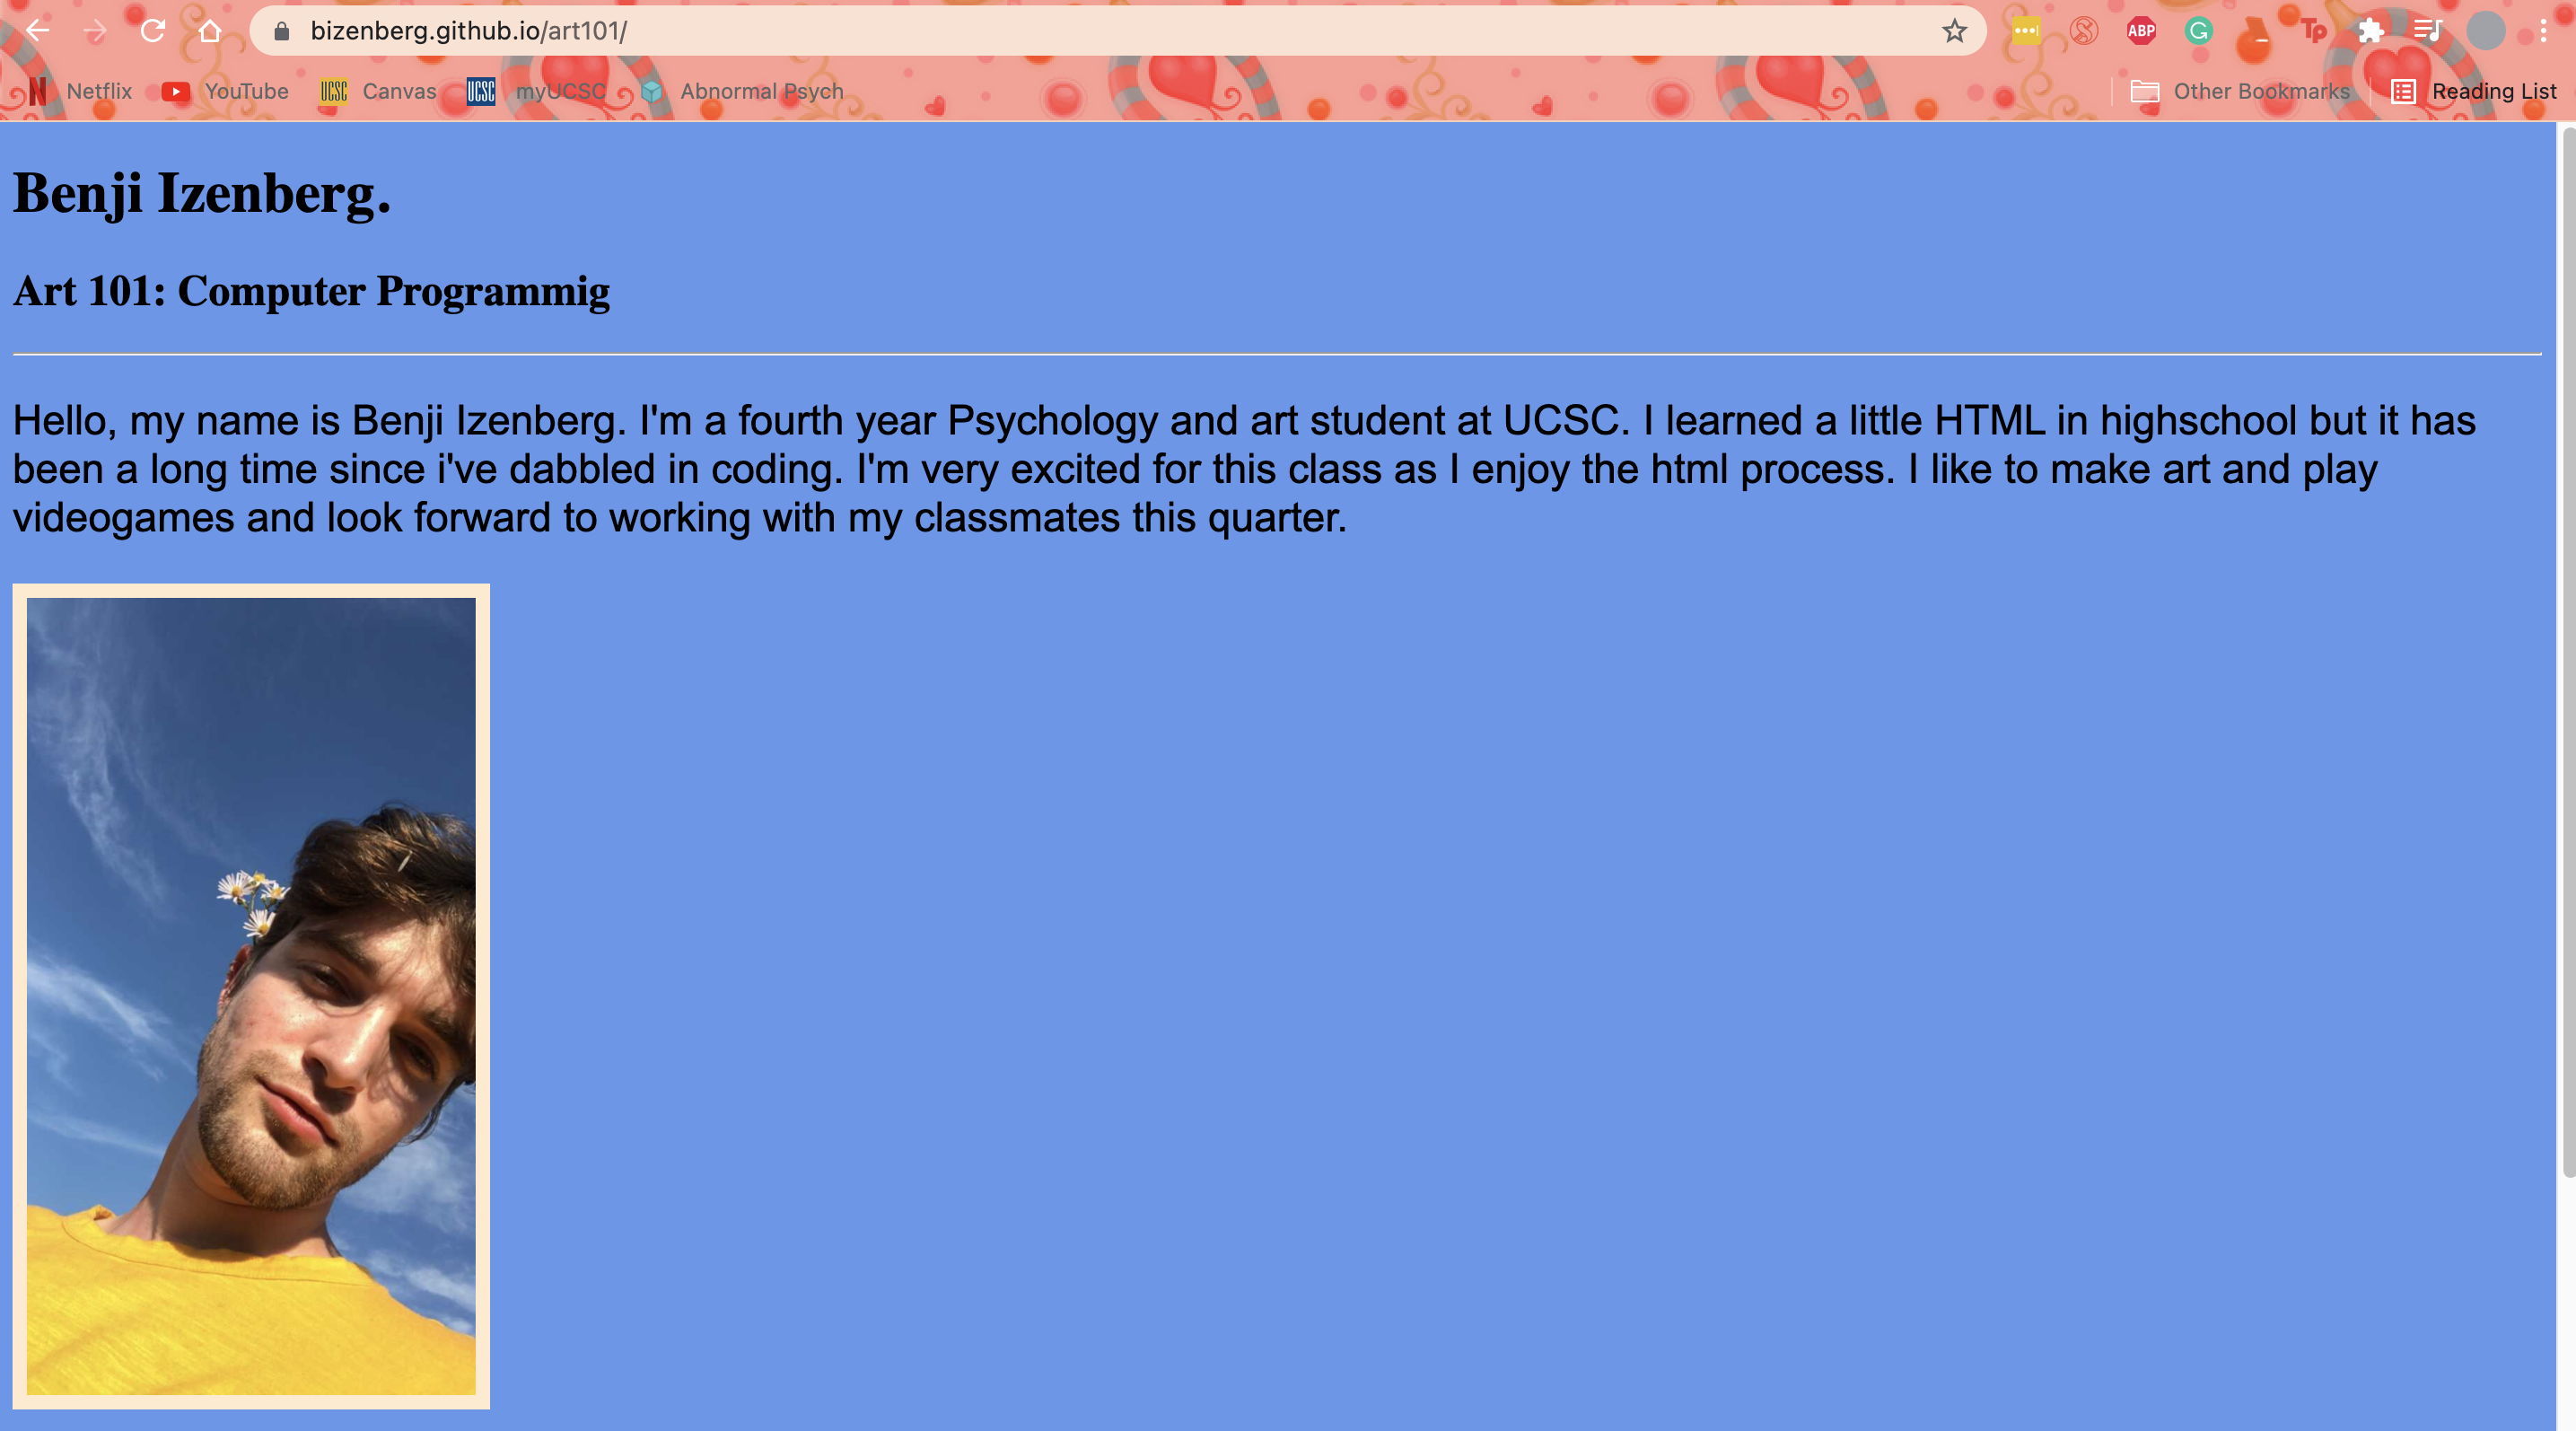 bizenberg.github.io/art101/
ABP
G
Tp
Netflix YouTube UCSC Canvas UCSC myUCSC Abnormal Psych Other Bookmarks Reading List
Benji Izenberg.
Art 101: Computer Programmig
Hello, my name is Benji Izenberg. I'm a fourth year Psychology and art student at UCSC. I learned a little HTML in highschool but it has
been a long time since i've dabbled in coding. I'm very excited for this class as I enjoy the html process. I like to make art and play
videogames and look forward to working with my classmates this quarter.